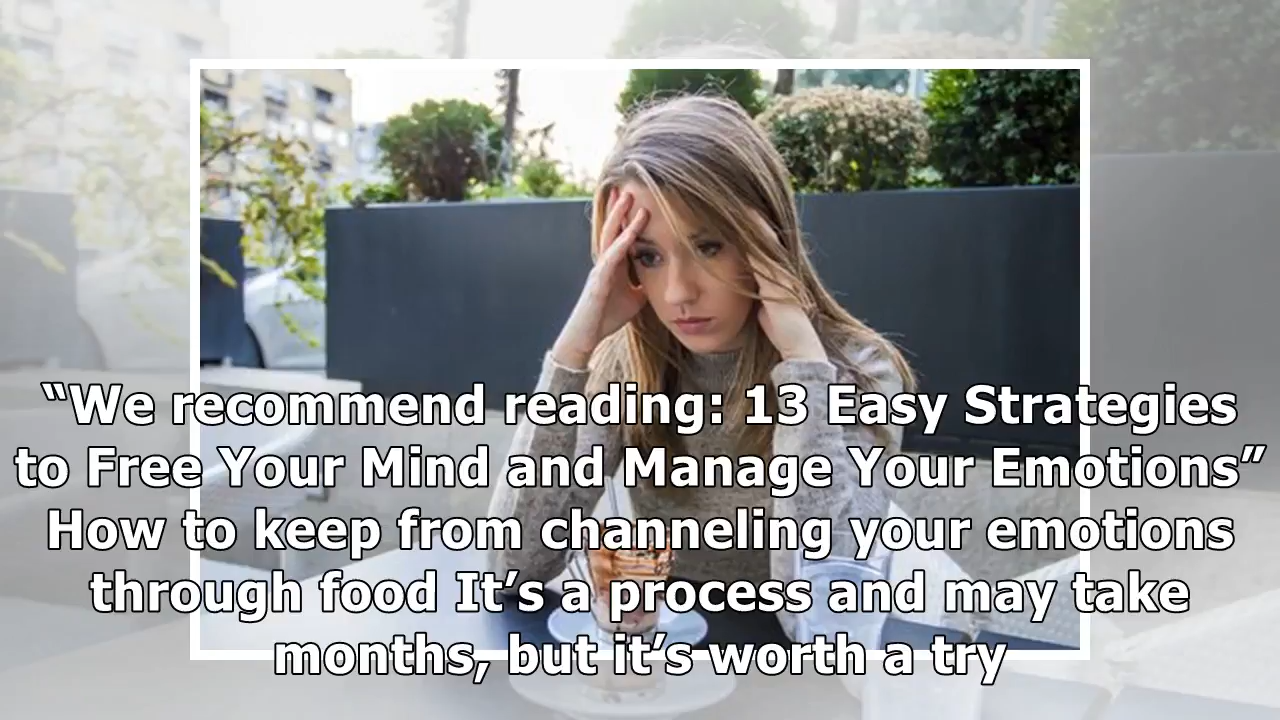 “We recommend reading: 13 Easy Strategies
to Free Your Mind and Manage Your Emotions”
How to keep from channeling your emotions
through food It’s a process and may take
months, but it’s worth a try